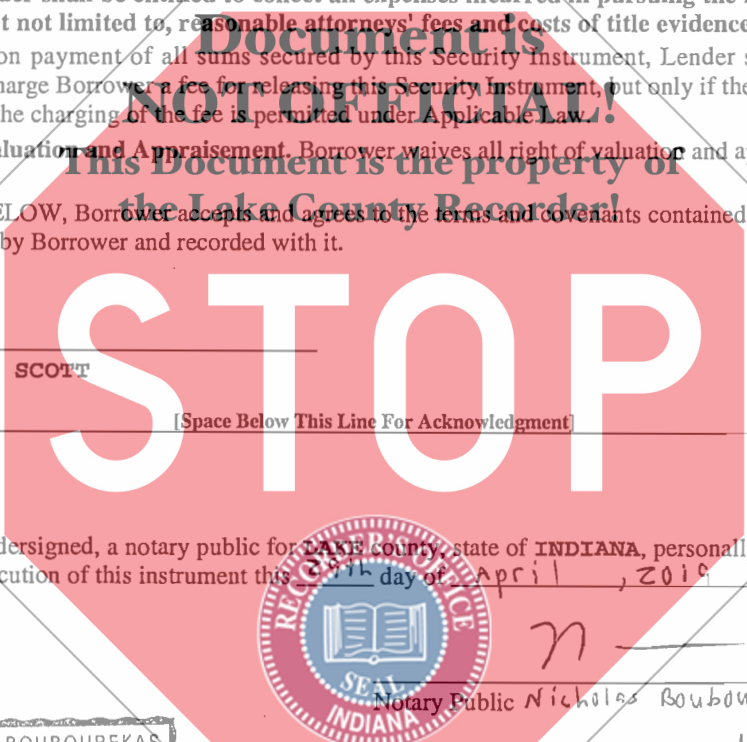 Document is
NOT OFFICIAL!
This Document is the property of
the Lake County Recorder!
STOP
t not limited to, reasonable attorneys' fees and costs of title evidence
on payment of all sums secured by this Security Instrument, Lender
harge Borrower a fee for releasing this Security Instrument, but only if the
he charging of the fee is permitted under Applicable Law.
luation and Appraisement. Borrower waives all right of valuation and a
ELOW, Borrower accepts and agrees to the terms and covenants contained
by Borrower and recorded with it.
SCOTT
[Space Below This Line For Acknowledgment]
dersigned, a notary public for LAKE county, state of INDIANA, personall
cution of this instrument this day of April , 2019
RECORDER'S OFFICE
SEAL
INDIANA
Notary Public Nicholas Boubou
BOUBOUREKAS